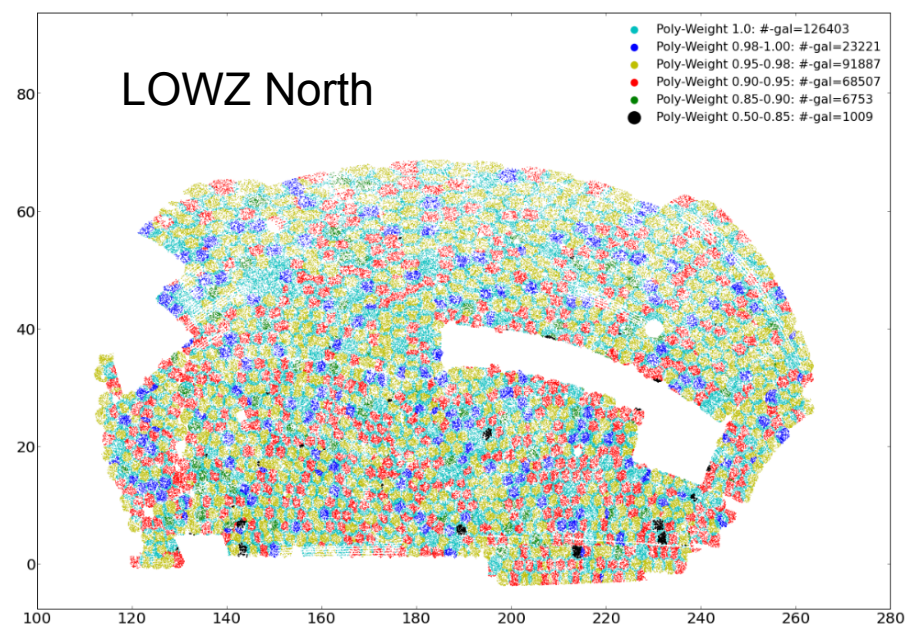 Poly-Weight 1.0: #-gal=126403
Poly-Weight 0.98-1.00: #-gal=23221
Poly-Weight 0.95-0.98: #-gal=91887
Poly-Weight 0.90-0.95: #-gal=68507
Poly-Weight 0.85-0.90: #-gal=6753
Poly-Weight 0.50-0.85: #-gal=1009
LOWZ North
80
60
40
20
0
100 120 140 160 180 200 220 240 260 280